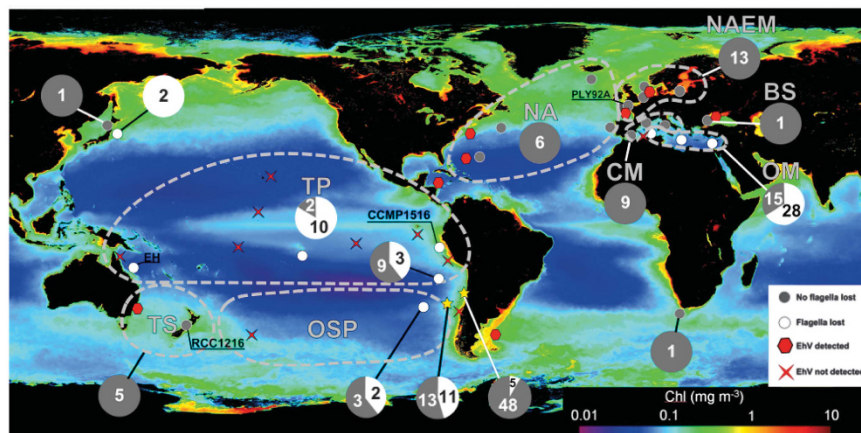 NAEM
13
1
2
PLY92A
BS
1
NA
6
CM
9
OM
15
28
TP
2
10
CCMP1516
EH
3
9
TS
OSP
RCC1216
5
3
2
13
11
5
48
1
No flagella lost
Flagella lost
EhV detected
EhV not detected
Chl (mg m⁻³)
0.01
0.1
1
10